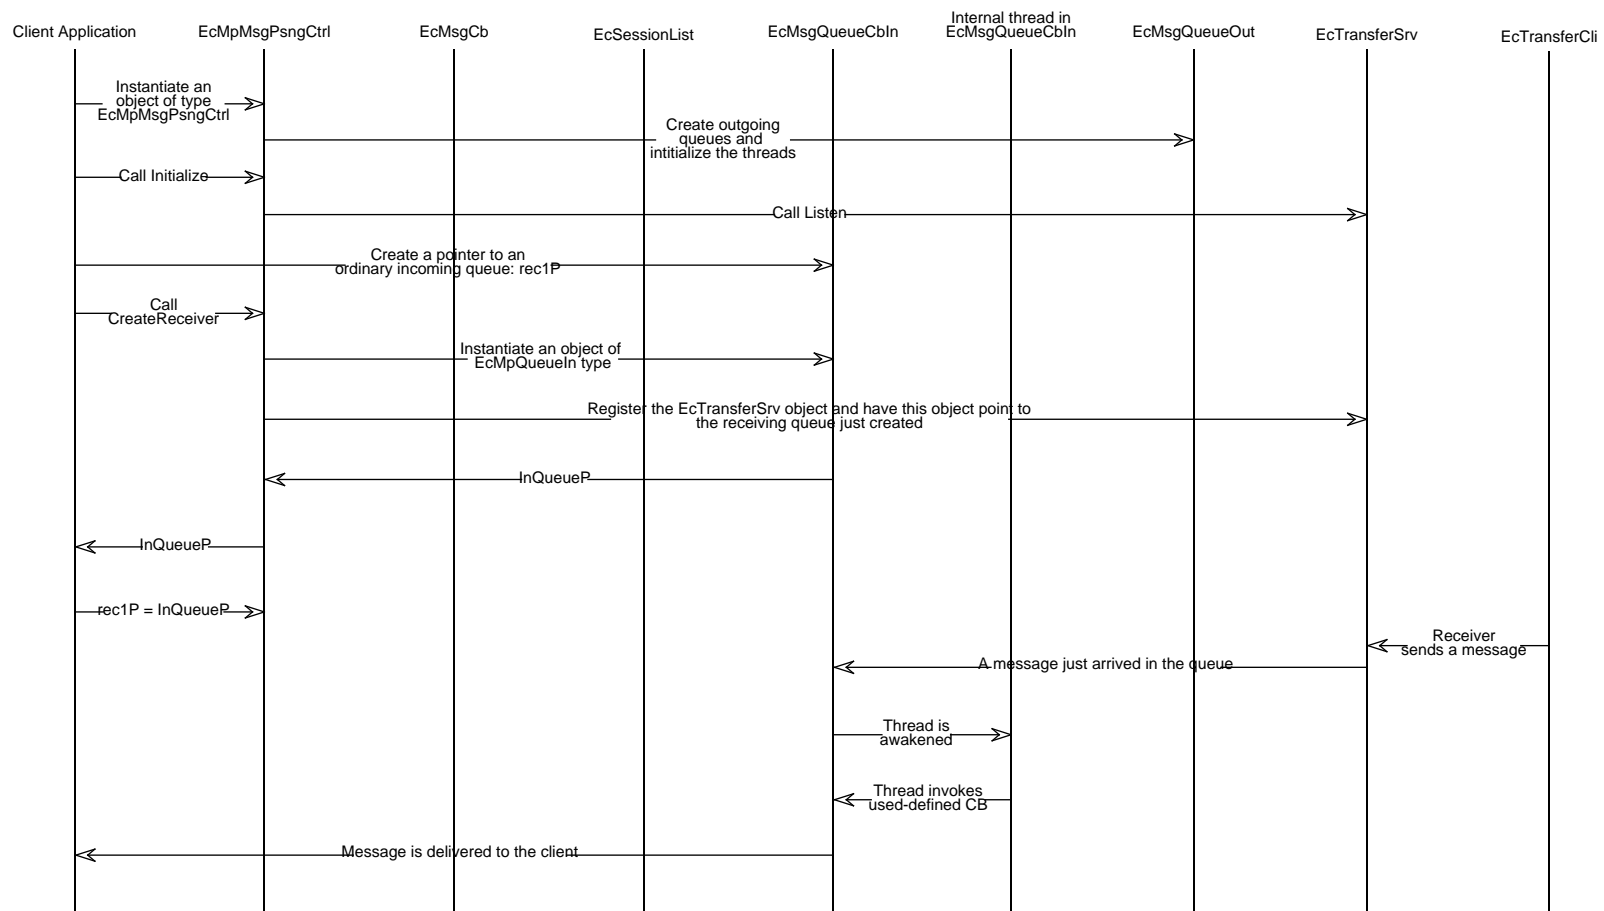 Client Application
EcMpMsgPsngCtrl
EcMsgCb
EcSessionList
EcMsgQueueCbIn
Internal thread in
EcMsgQueueCbIn
EcMsgQueueOut
EcTransferSrv
EcTransferCli
Instantiate an
object of type
EcMpMsgPsngCtrl
Create outgoing
queues and
intitialize the threads
Call Initialize
Call Listen
Create a pointer to an
ordinary incoming queue: rec1P
Call
CreateReceiver
Instantiate an object of
EcMpQueueIn type
Register the EcTransferSrv object and have this object point to
the receiving queue just created
InQueueP
InQueueP
rec1P = InQueueP
Receiver
sends a message
A message just arrived in the queue
Thread is
awakened
Thread invokes
used-defined CB
Message is delivered to the client